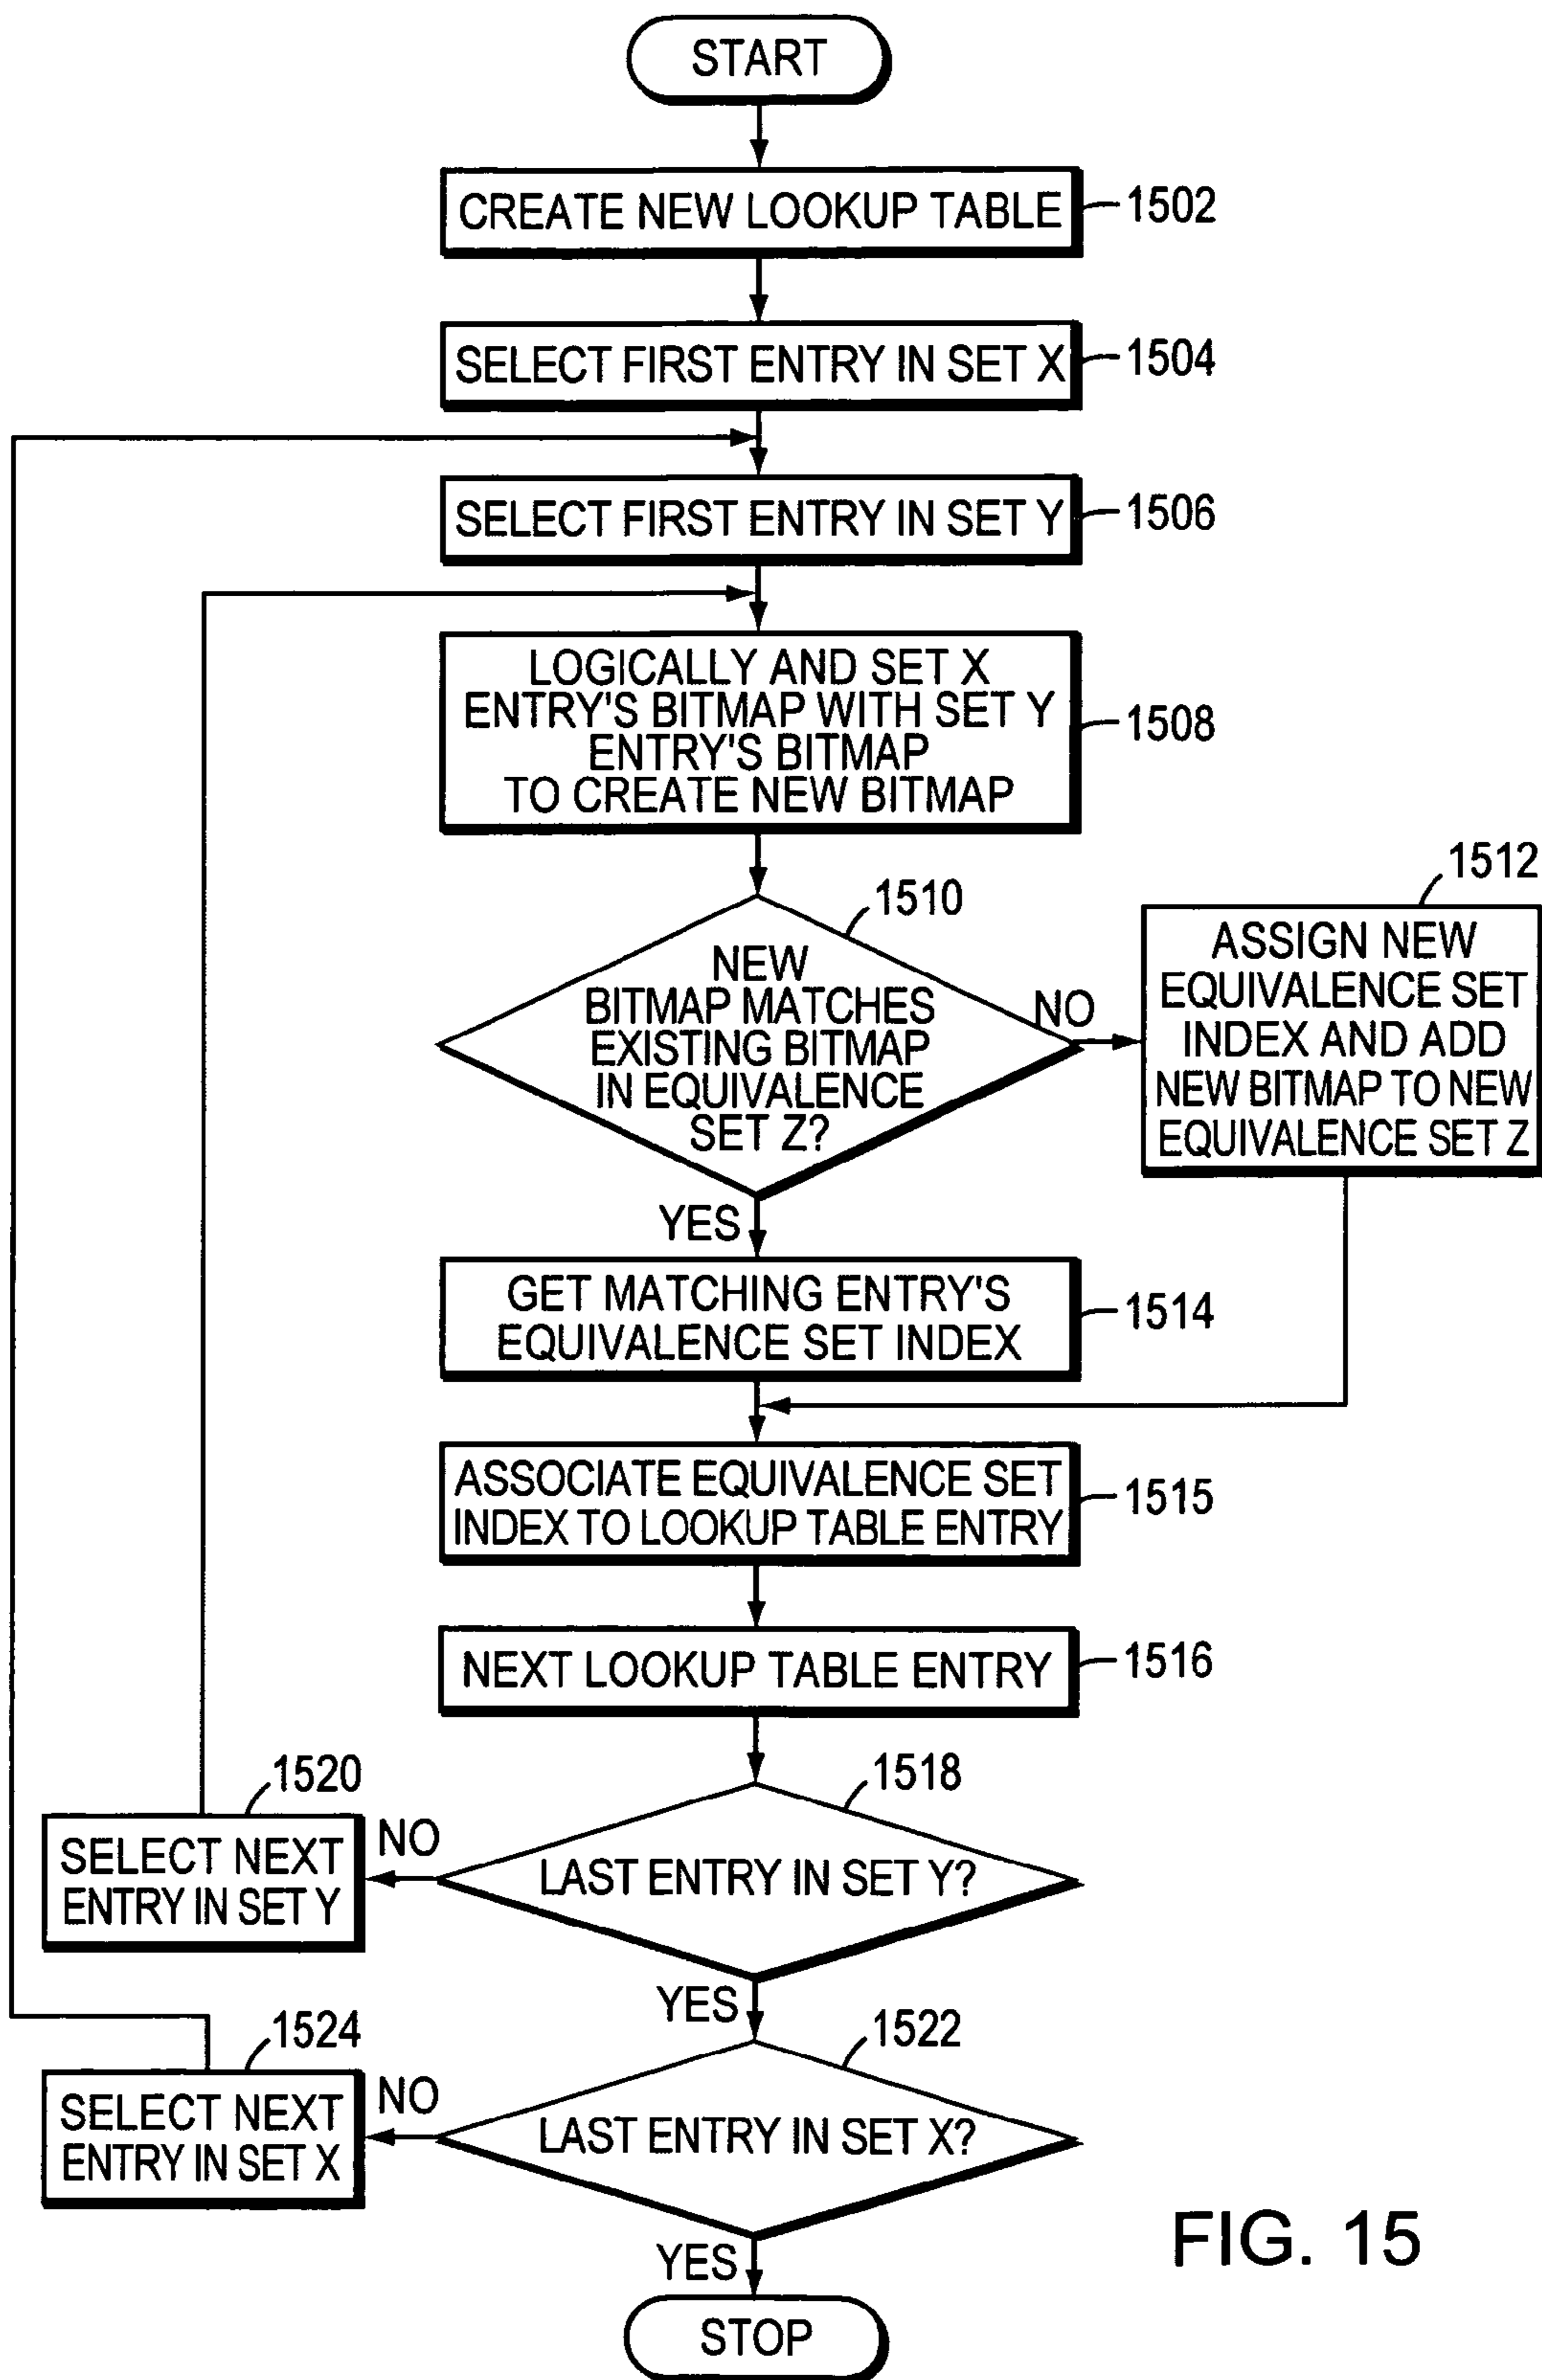 START
CREATE NEW LOOKUP TABLE
1502
SELECT FIRST ENTRY IN SET X
1504
SELECT FIRST ENTRY IN SET Y
1506
LOGICALLY AND SET X
ENTRY'S BITMAP WITH SET Y
ENTRY'S BITMAP
TO CREATE NEW BITMAP
1508
1510
NEW
BITMAP MATCHES
EXISTING BITMAP
IN EQUIVALENCE
SET Z?
NO
1512
ASSIGN NEW
EQUIVALENCE SET
INDEX AND ADD
NEW BITMAP TO NEW
EQUIVALENCE SET Z
YES
GET MATCHING ENTRY'S
EQUIVALENCE SET INDEX
1514
ASSOCIATE EQUIVALENCE SET
INDEX TO LOOKUP TABLE ENTRY
1515
NEXT LOOKUP TABLE ENTRY
1516
1518
LAST ENTRY IN SET Y?
NO
1520
SELECT NEXT
ENTRY IN SET Y
YES
1522
LAST ENTRY IN SET X?
NO
1524
SELECT NEXT
ENTRY IN SET X
YES
STOP
FIG. 15